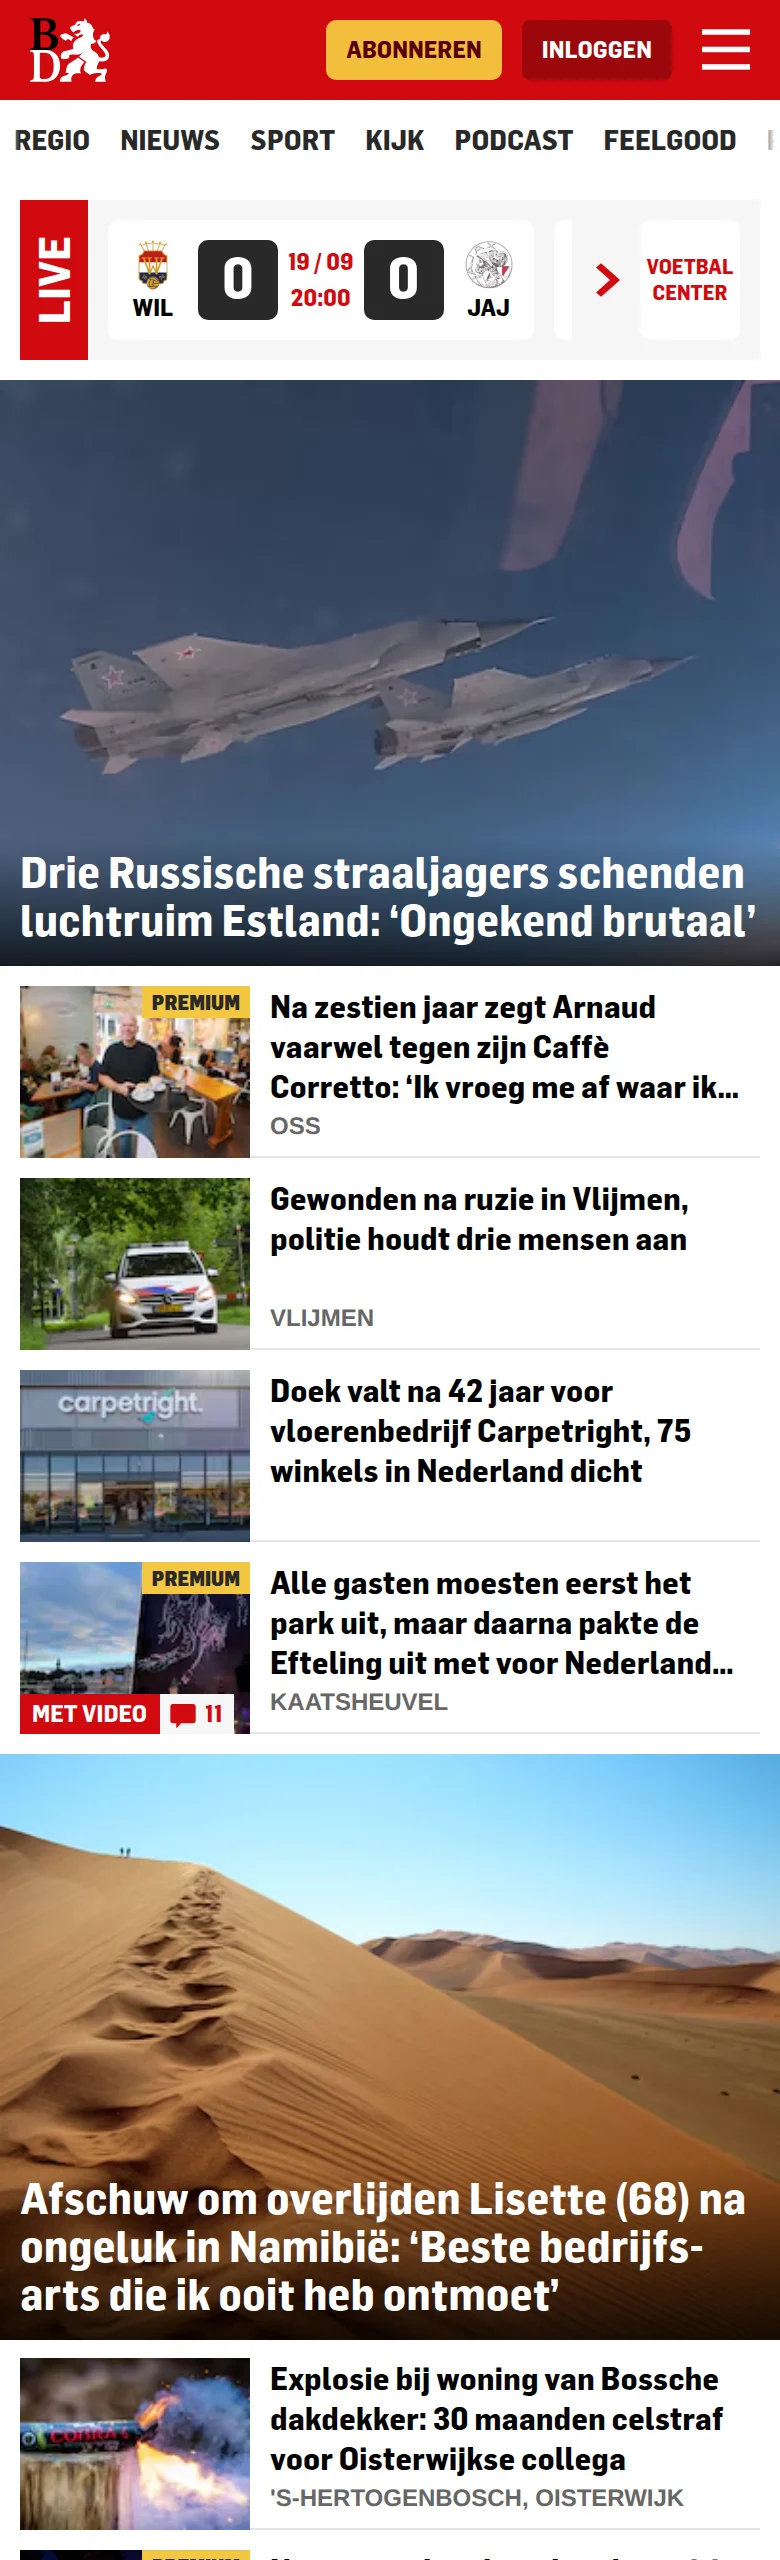 B
D
ABONNEREN
INLOGGEN
REGIO NIEUWS SPORT KIJK PODCAST FEELGOOD
LIVE
WIL
0
19 / 09
20:00
0
JAJ
VOETBAL
CENTER
Drie Russische straaljagers schenden
luchtruim Estland: ‘Ongekend brutaal’
PREMIUM
Na zestien jaar zegt Arnaud
vaarwel tegen zijn Caffè
Corretto: ‘Ik vroeg me af waar ik...
OSS
Gewonden na ruzie in Vlijmen,
politie houdt drie mensen aan
VLIJMEN
carpetright.
Doek valt na 42 jaar voor
vloerenbedrijf Carpetright, 75
winkels in Nederland dicht
PREMIUM
MET VIDEO
11
Alle gasten moesten eerst het
park uit, maar daarna pakte de
Efteling uit met voor Nederland...
KAATSHEUVEL
Afschuw om overlijden Lisette (68) na
ongeluk in Namibië: ‘Beste bedrijfs-
arts die ik ooit heb ontmoet’
COBRA 6
Explosie bij woning van Bossche
dakdekker: 30 maanden celstraf
voor Oisterwijkse collega
'S-HERTOGENBOSCH, OISTERWIJK